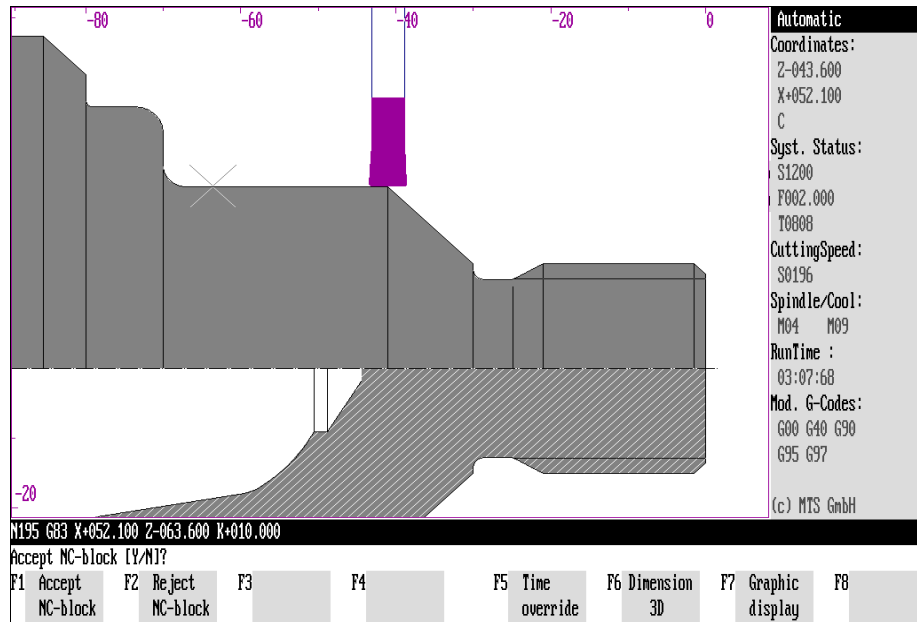 -80 -60 -40 -20 0
-20
Automatic
Coordinates:
Z-043.600
X+052.100
C
Syst. Status:
S1200
F002.000
T0808
CuttingSpeed:
S0196
Spindle/Cool:
M04 M09
RunTime :
03:07:68
Mod. G-Codes:
G00 G40 G90
G95 G97
(c) MTS GmbH
N195 G83 X+052.100 Z-063.600 K+010.000
Accept NC-block [Y/N]?
F1 Accept F2 Reject F3 F4 F5 Time F6 Dimension F7 Graphic F8
NC-block NC-block override 3D display